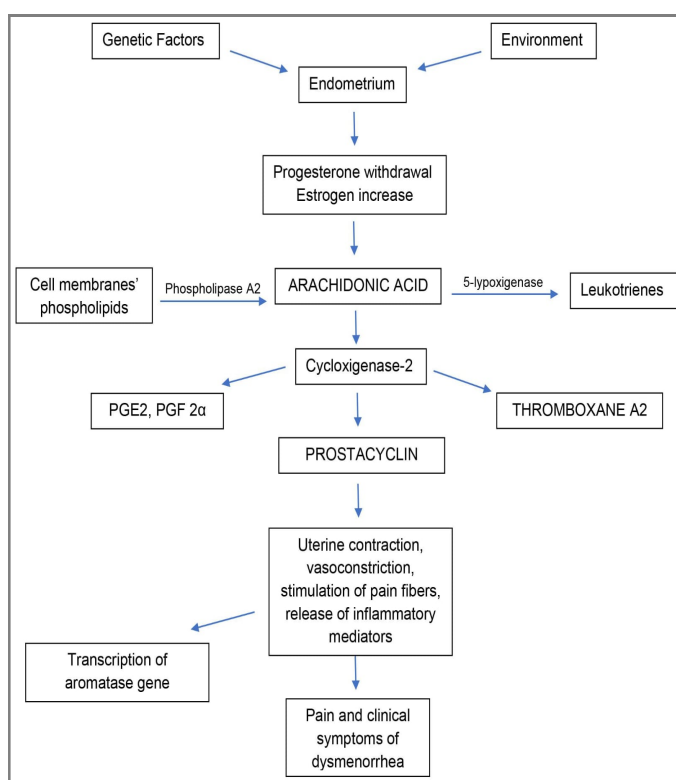 Genetic Factors
Environment
Endometrium
Progesterone withdrawal
Estrogen increase
Cell membranes'
phospholipids
Phospholipase A2
ARACHIDONIC ACID
5-lypoxigenase
Leukotrienes
Cycloxigenase-2
PGE2, PGF 2α
THROMBOXANE A2
PROSTACYCLIN
Uterine contraction,
vasoconstriction,
stimulation of pain fibers,
release of inflammatory
mediators
Transcription of
aromatase gene
Pain and clinical
symptoms of
dysmenorrhea